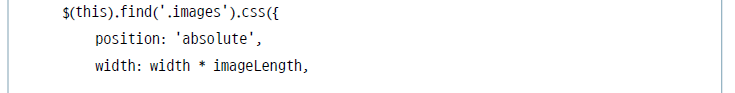 $(this).find('.images').css({
position: 'absolute',
width: width * imageLength,